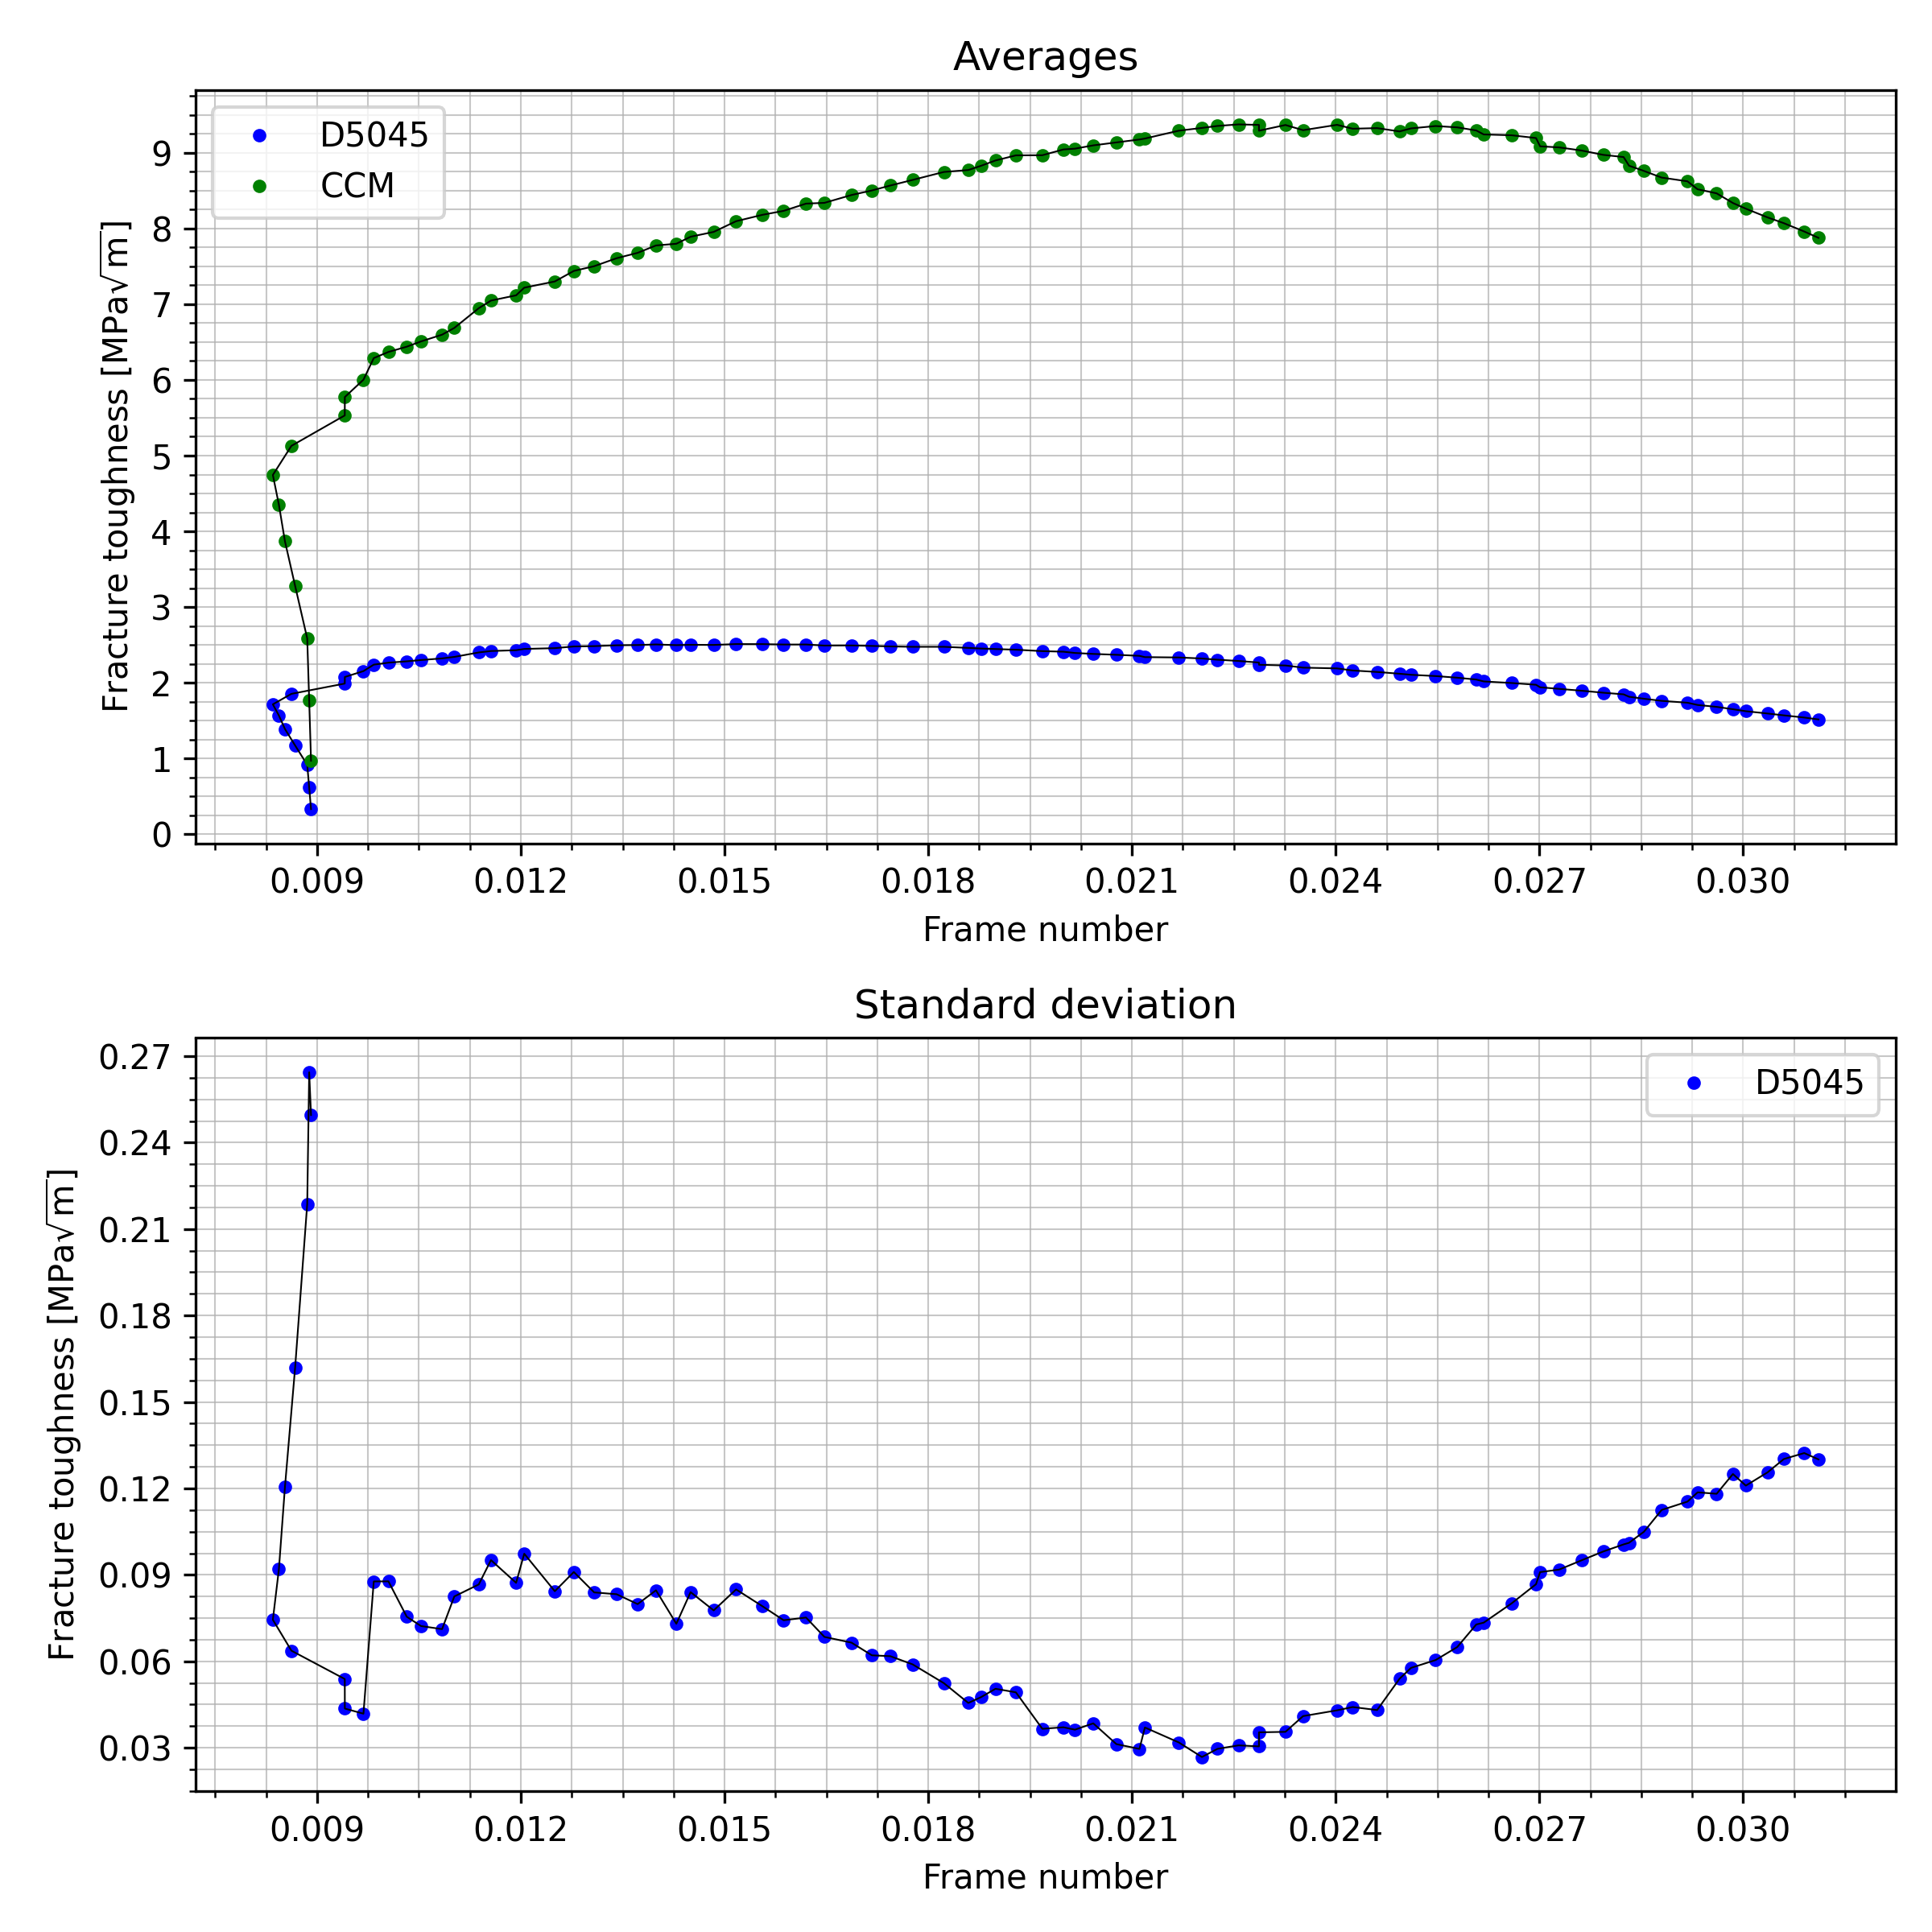 Averages
D5045
CCM
Fracture toughness [MPa√m]
9
8
7
6
5
4
3
2
1
0
0.009 0.012 0.015 0.018 0.021 0.024 0.027 0.030
Frame number
Standard deviation
D5045
Fracture toughness [MPa√m]
0.27
0.24
0.21
0.18
0.15
0.12
0.09
0.06
0.03
0.009 0.012 0.015 0.018 0.021 0.024 0.027 0.030
Frame number